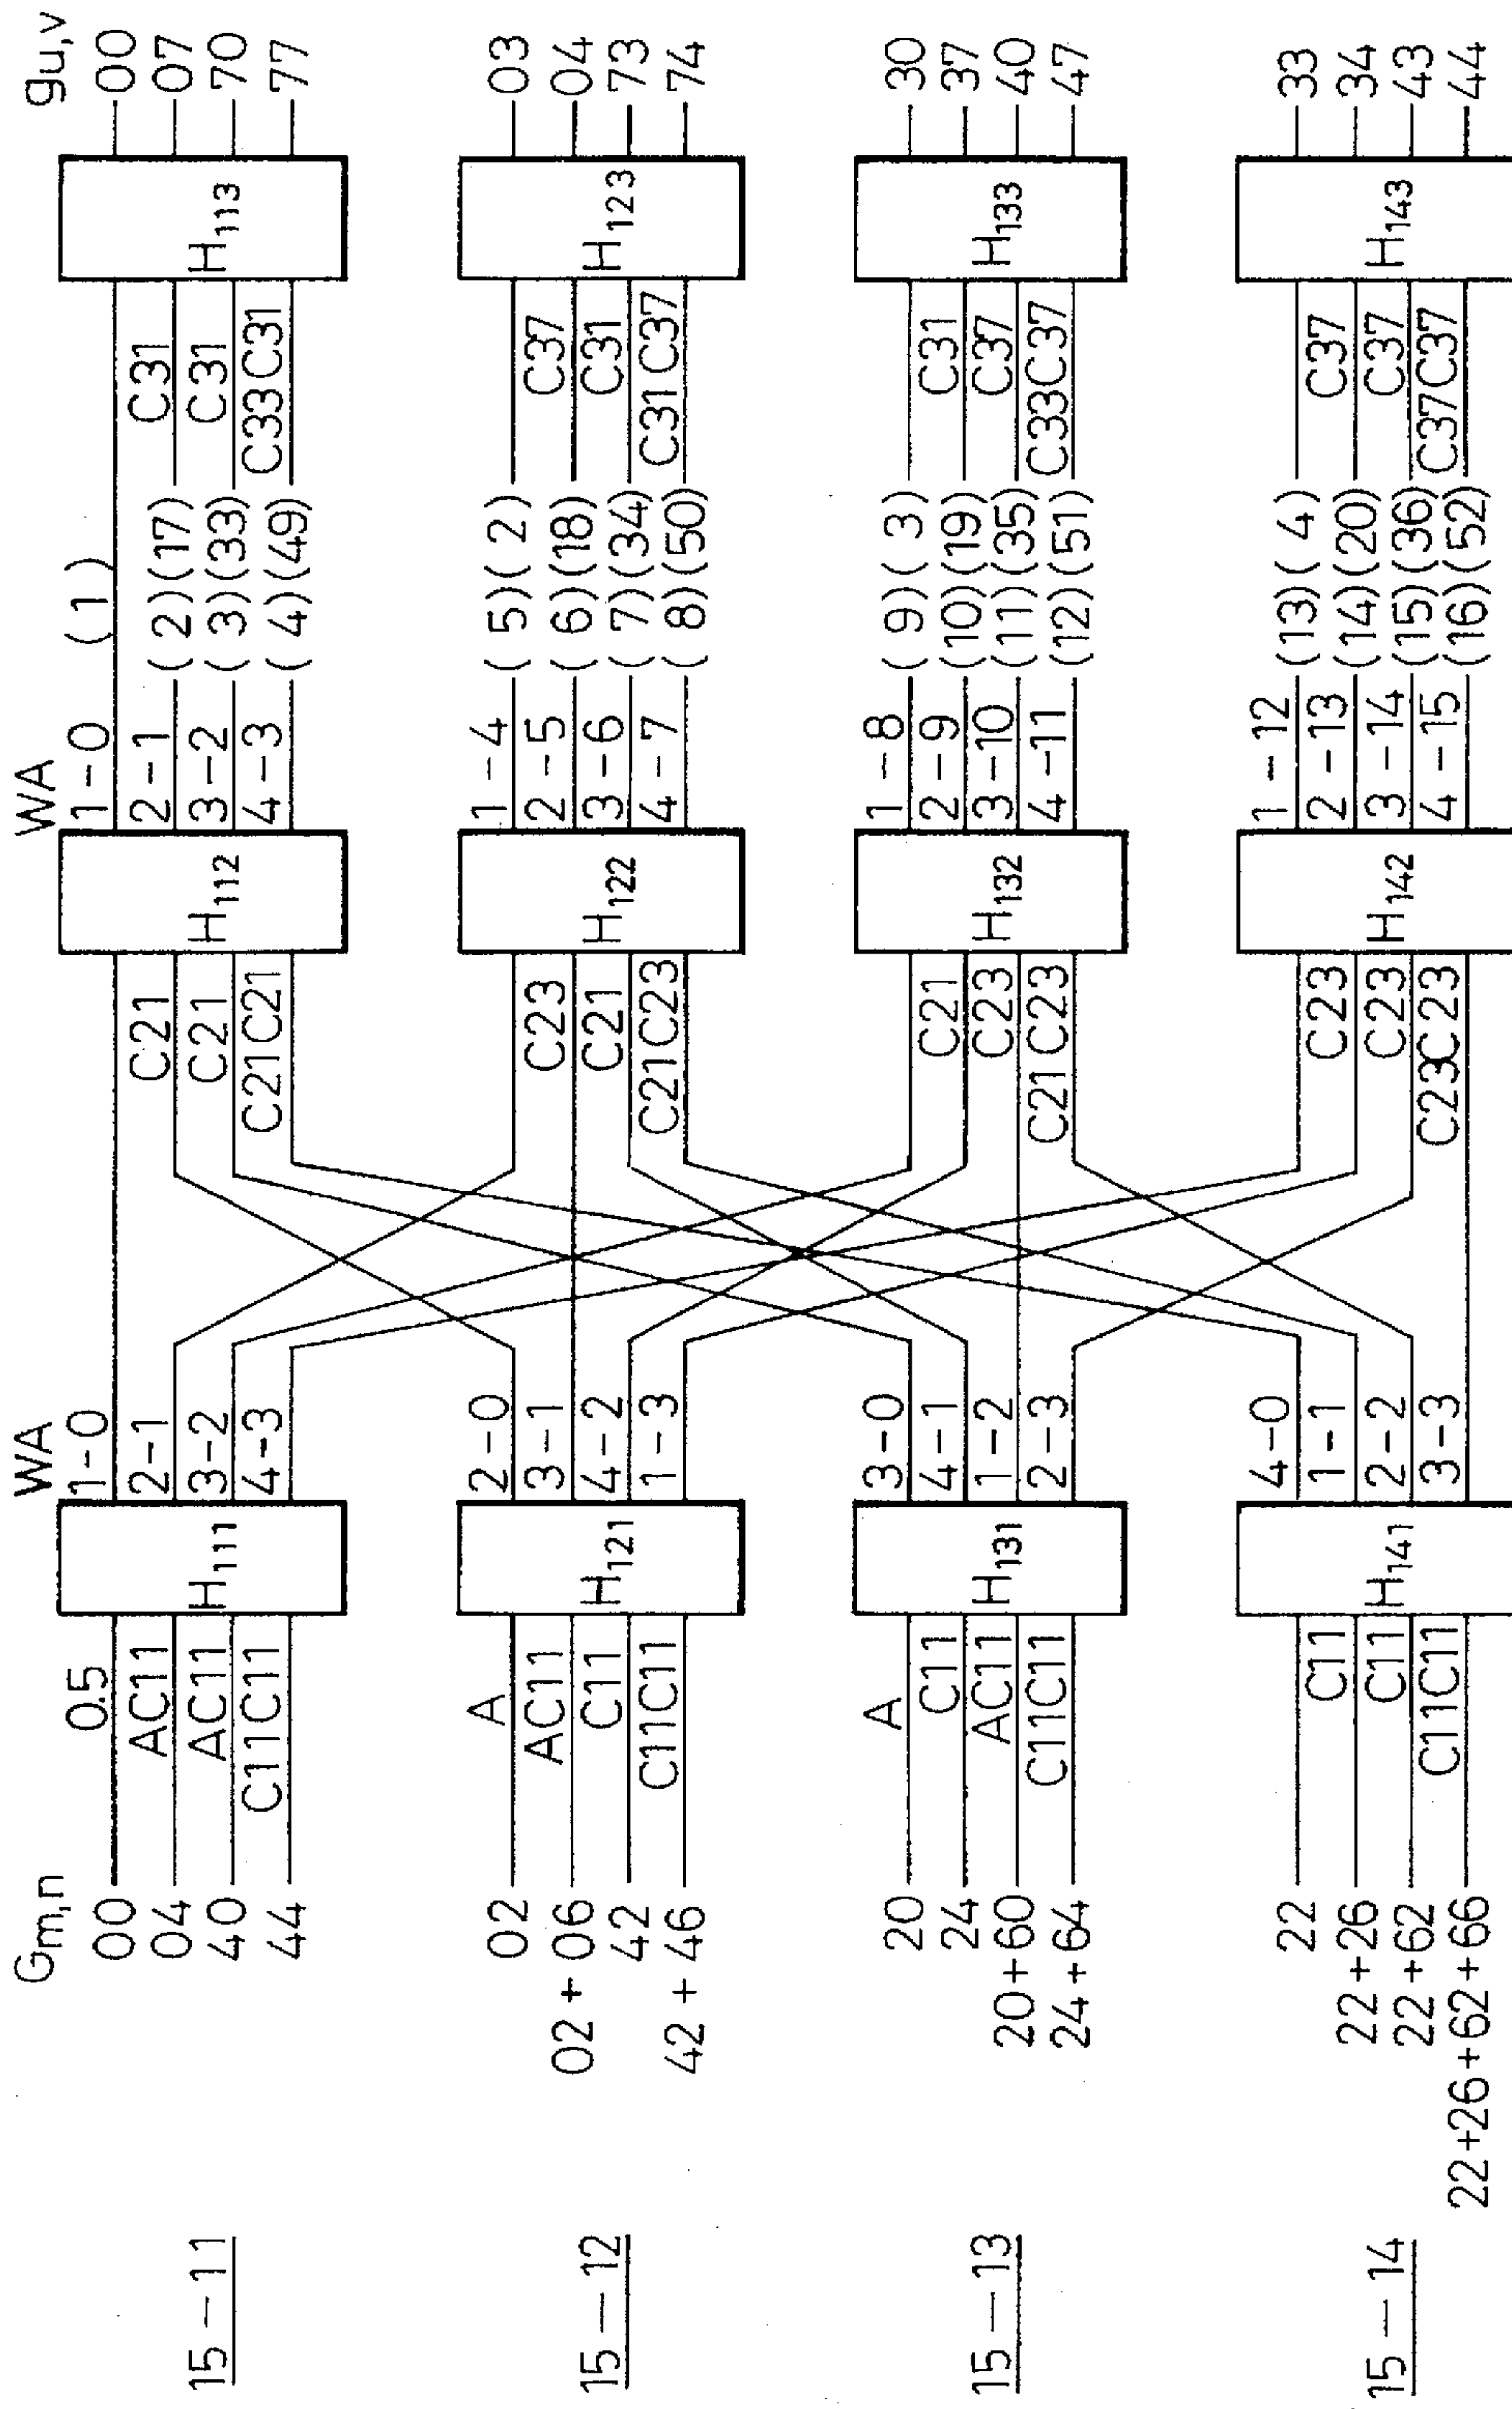 Gm,n WA WA gu,v
15-11
00 0.5 1-0 1-0 (1) 00
04 AC11 2-1 C21 2-1 (2)(17) C31 07
40 AC11 3-2 C21 3-2 (3)(33) C31 70
44 C11C11 4-3 C21C21 4-3 (4)(49) C33C31 77
H111 H112 H113
15-12
02 A 2-0 1-4 (5)(2) 03
02+06 AC11 3-1 C23 2-5 (6)(18) C37 04
42 C11 4-2 C21 3-6 (7)(34) C31 73
42+46 C11C11 1-3 C21C23 4-7 (8)(50) C31C37 74
H121 H122 H123
15-13
20 A 3-0 1-8 (9)(3) 30
24 C11 4-1 C21 2-9 (10)(19) C31 37
20+60 AC11 1-2 C23 3-10 (11)(35) C37 40
24+64 C11C11 2-3 C21C23 4-11 (12)(51) C33C37 47
H131 H132 H133
15-14
22 4-0 1-12 (13)(4) 33
22+26 C11 1-1 C23 2-13 (14)(20) C37 34
22+62 C11 2-2 C23 3-14 (15)(36) C37 43
22+26+62+66 C11C11 3-3 C23C23 4-15 (16)(52) C37C37 44
H141 H142 H143